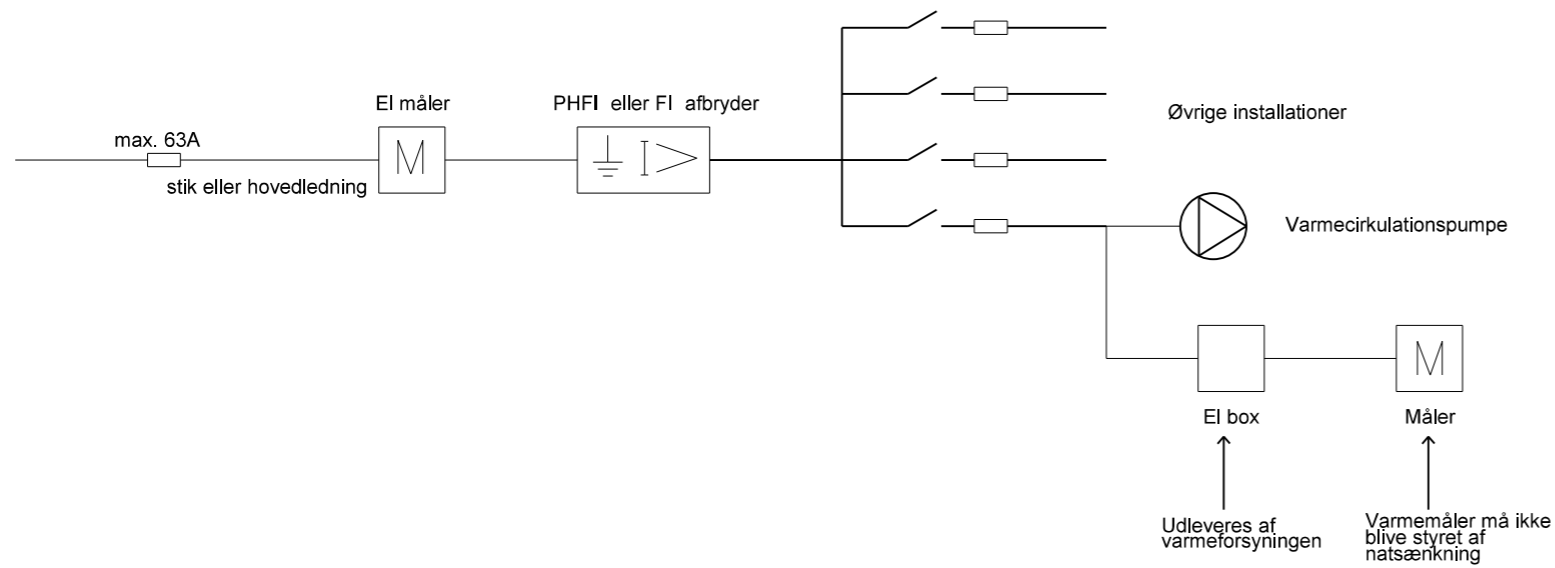 El måler
PHFI eller FI afbryder
max. 63A
M
stik eller hovedledning
Øvrige installationer
Varmecirkulationspumpe
M
El box
Måler
Udleveres af
varmeforsyningen
Varmemåler må ikke
blive styret af
natsænkning